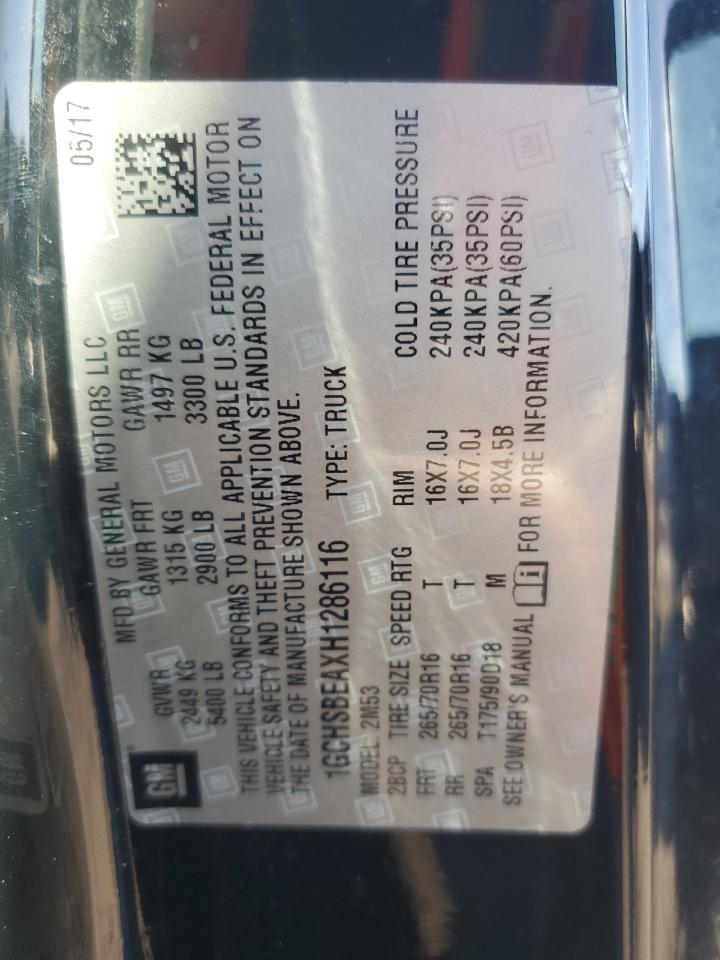 05/17
MFD BY GENERAL MOTORS LLC
GVWR GAWR FRT GAWR RR
2449 KG 1315 KG 1497 KG
5400 LB 2900 LB 3300 LB
GM
THIS VEHICLE CONFORMS TO ALL APPLICABLE U.S. FEDERAL MOTOR
VEHICLE SAFETY AND THEFT PREVENTION STANDARDS IN EFFECT ON
THE DATE OF MANUFACTURE SHOWN ABOVE.
1GCHSBEAXH1286116 TYPE: TRUCK
MODEL: 2M53
2BCP TIRE SIZE SPEED RTG RIM COLD TIRE PRESSURE
FRT 265/70R16 T 16X7.0J 240KPA(35PSI)
RR 265/70R16 T 16X7.0J 240KPA(35PSI)
SPA T175/90D18 M 18X4.5B 420KPA(60PSI)
SEE OWNER'S MANUAL FOR MORE INFORMATION.